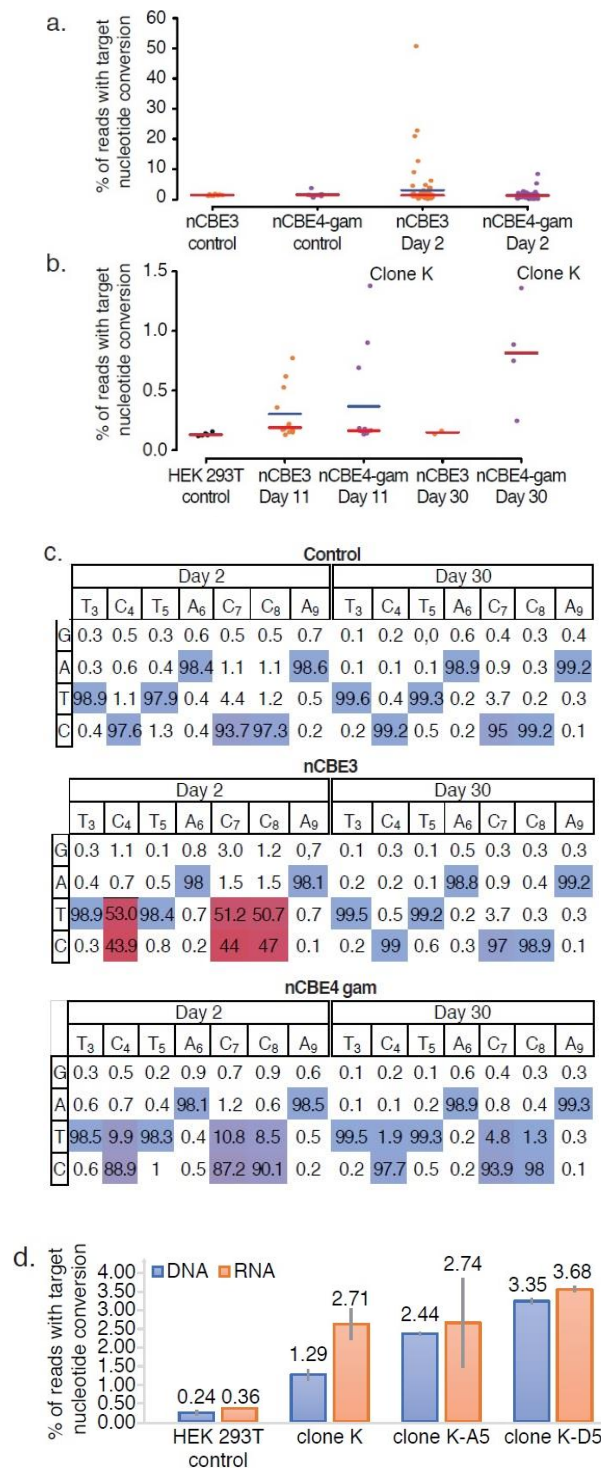 a.
% of reads with target
nucleotide conversion
60
50
40
30
20
10
0
nCBE3 control
nCBE4-gam control
nCBE3 Day 2
nCBE4-gam Day 2
b.
% of reads with target
nucleotide conversion
Clone K
Clone K
1.5
1.0
0.5
0.0
HEK 293T control
nCBE3 Day 11
nCBE4-gam Day 11
nCBE3 Day 30
nCBE4-gam Day 30
c.
Control
Day 2 Day 30
T3 C4 T5 A6 C7 C8 A9 T3 C4 T5 A6 C7 C8 A9
G 0.3 0.5 0.3 0.6 0.5 0.5 0.7 0.1 0.2 0,0 0.6 0.4 0.3 0.4
A 0.3 0.6 0.4 98.4 1.1 1.1 98.6 0.1 0.1 0.1 98.9 0.9 0.3 99.2
T 98.9 1.1 97.9 0.4 4.4 1.2 0.5 99.6 0.4 99.3 0.2 3.7 0.2 0.3
C 0.4 97.6 1.3 0.4 93.7 97.3 0.2 0.2 99.2 0.5 0.2 95 99.2 0.1
nCBE3
Day 2 Day 30
T3 C4 T5 A6 C7 C8 A9 T3 C4 T5 A6 C7 C8 A9
G 0.3 1.1 0.1 0.8 3.0 1.2 0,7 0.1 0.3 0.1 0.5 0.3 0.3 0.3
A 0.4 0.7 0.5 98 1.5 1.5 98.1 0.2 0.2 0.1 98.8 0.9 0.4 99.2
T 98.9 53.0 98.4 0.7 51.2 50.7 0.7 99.5 0.5 99.2 0.2 3.7 0.3 0.3
C 0.3 43.9 0.8 0.2 44 47 0.1 0.2 99 0.6 0.3 97 98.9 0.1
nCBE4 gam
Day 2 Day 30
T3 C4 T5 A6 C7 C8 A9 T3 C4 T5 A6 C7 C8 A9
G 0.3 0.5 0.2 0.9 0.7 0.9 0.6 0.1 0.2 0.1 0.6 0.4 0.3 0.3
A 0.6 0.7 0.4 98.1 1.2 0.6 98.5 0.1 0.1 0.2 98.9 0.8 0.4 99.3
T 98.5 9.9 98.3 0.4 10.8 8.5 0.5 99.5 1.9 99.3 0.2 4.8 1.3 0.3
C 0.6 88.9 1 0.5 87.2 90.1 0.2 0.2 97.7 0.5 0.2 93.9 98 0.1
d.
% of reads with target
nucleotide conversion
DNA RNA
4.00
3.50
3.00
2.50
2.00
1.50
1.00
0.50
0.00
0.24 0.36
1.29 2.71
2.44 2.74
3.35 3.68
HEK 293T control
clone K
clone K-A5
clone K-D5